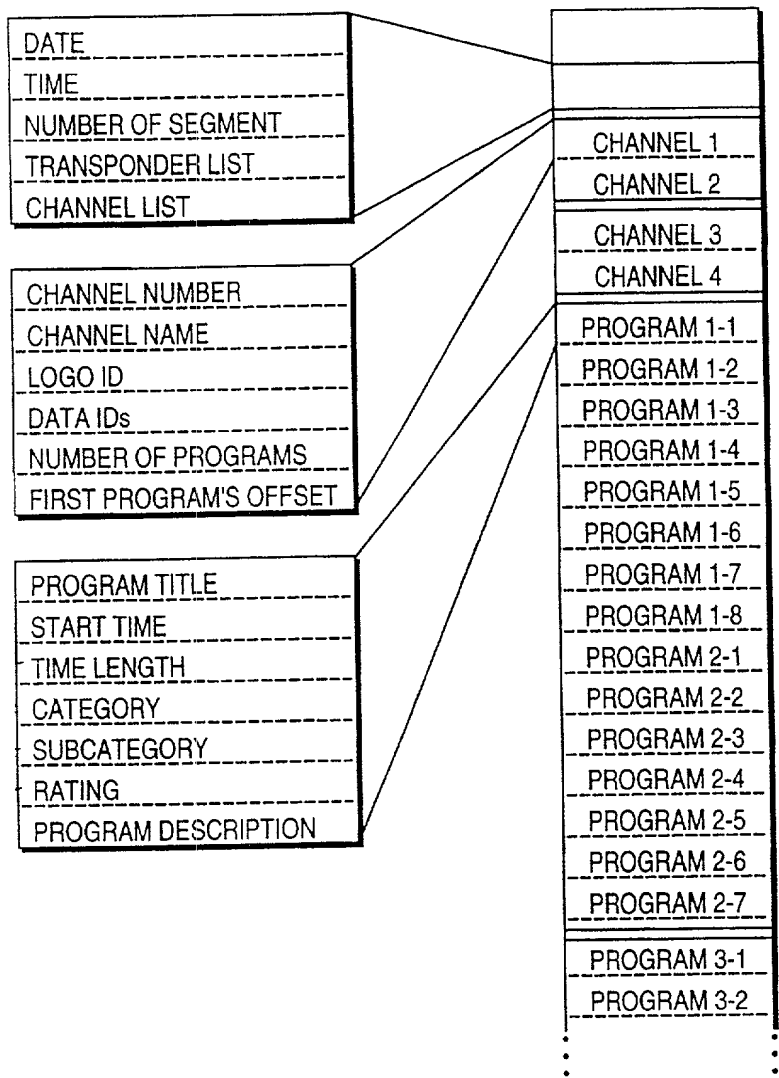 DATE
TIME
NUMBER OF SEGMENT
TRANSPONDER LIST
CHANNEL LIST
CHANNEL NUMBER
CHANNEL NAME
LOGO ID
DATA IDs
NUMBER OF PROGRAMS
FIRST PROGRAM'S OFFSET
PROGRAM TITLE
START TIME
TIME LENGTH
CATEGORY
SUBCATEGORY
RATING
PROGRAM DESCRIPTION
CHANNEL 1
CHANNEL 2
CHANNEL 3
CHANNEL 4
PROGRAM 1-1
PROGRAM 1-2
PROGRAM 1-3
PROGRAM 1-4
PROGRAM 1-5
PROGRAM 1-6
PROGRAM 1-7
PROGRAM 1-8
PROGRAM 2-1
PROGRAM 2-2
PROGRAM 2-3
PROGRAM 2-4
PROGRAM 2-5
PROGRAM 2-6
PROGRAM 2-7
PROGRAM 3-1
PROGRAM 3-2